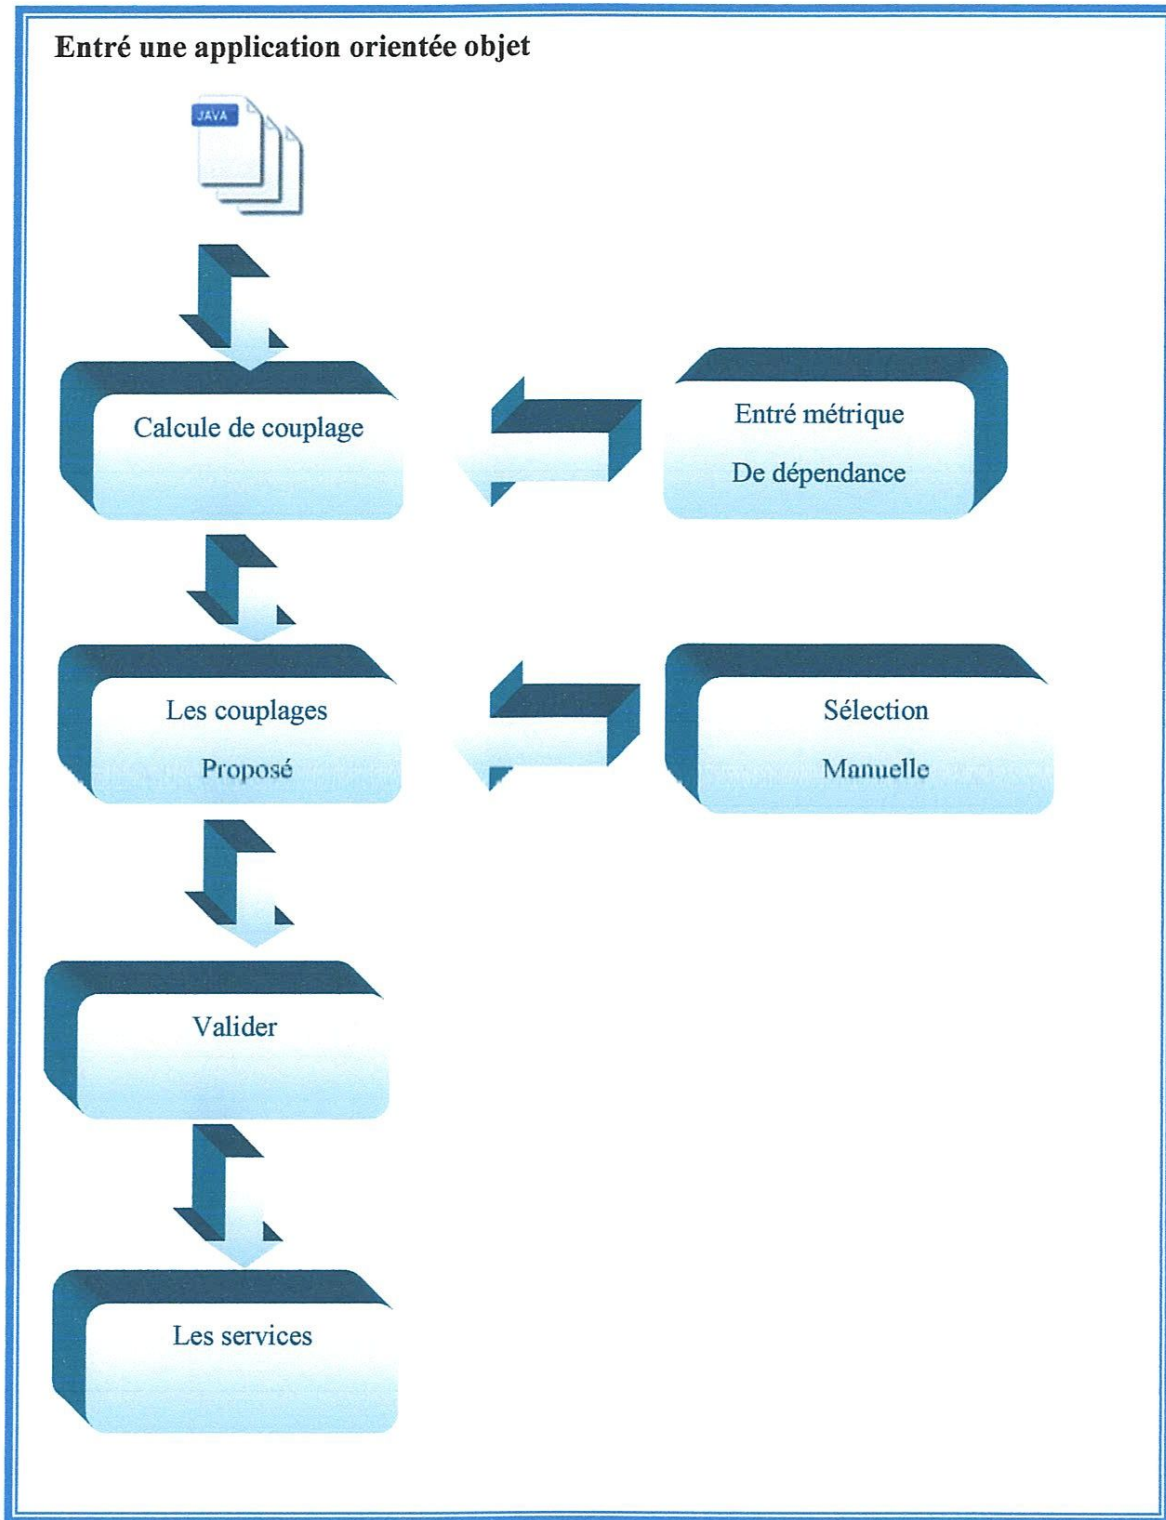 Entré une application orientée objet
JAVA
Calcule de couplage
Entré métrique
De dépendance
Les couplages
Proposé
Sélection
Manuelle
Valider
Les services